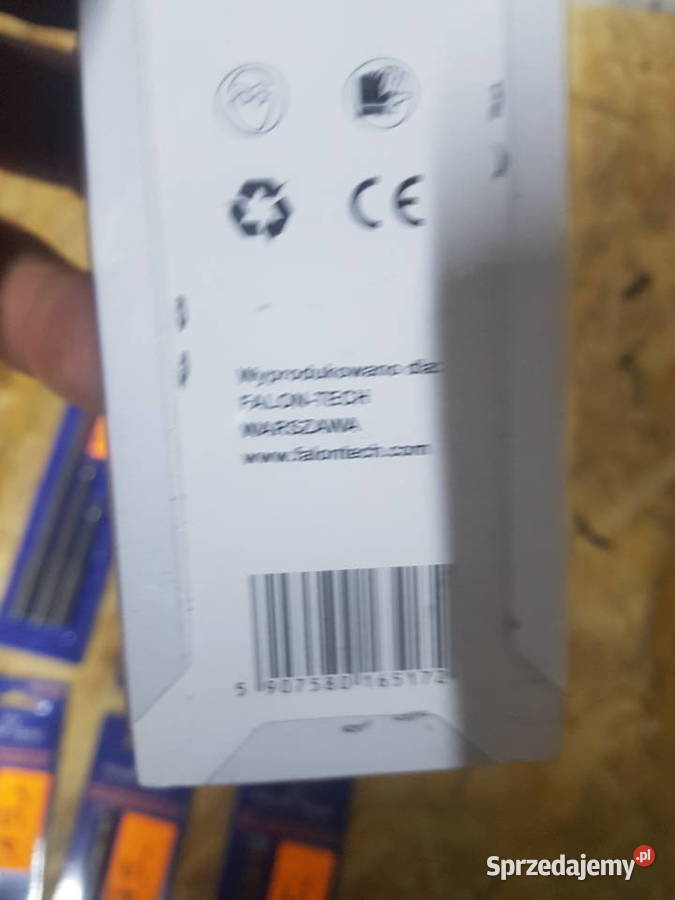 CE
Wyprodukowano dla:
FALON-TECH
WARSZAWA
www.falontech.com
5 907580 165172
Sprzedajemy.pl